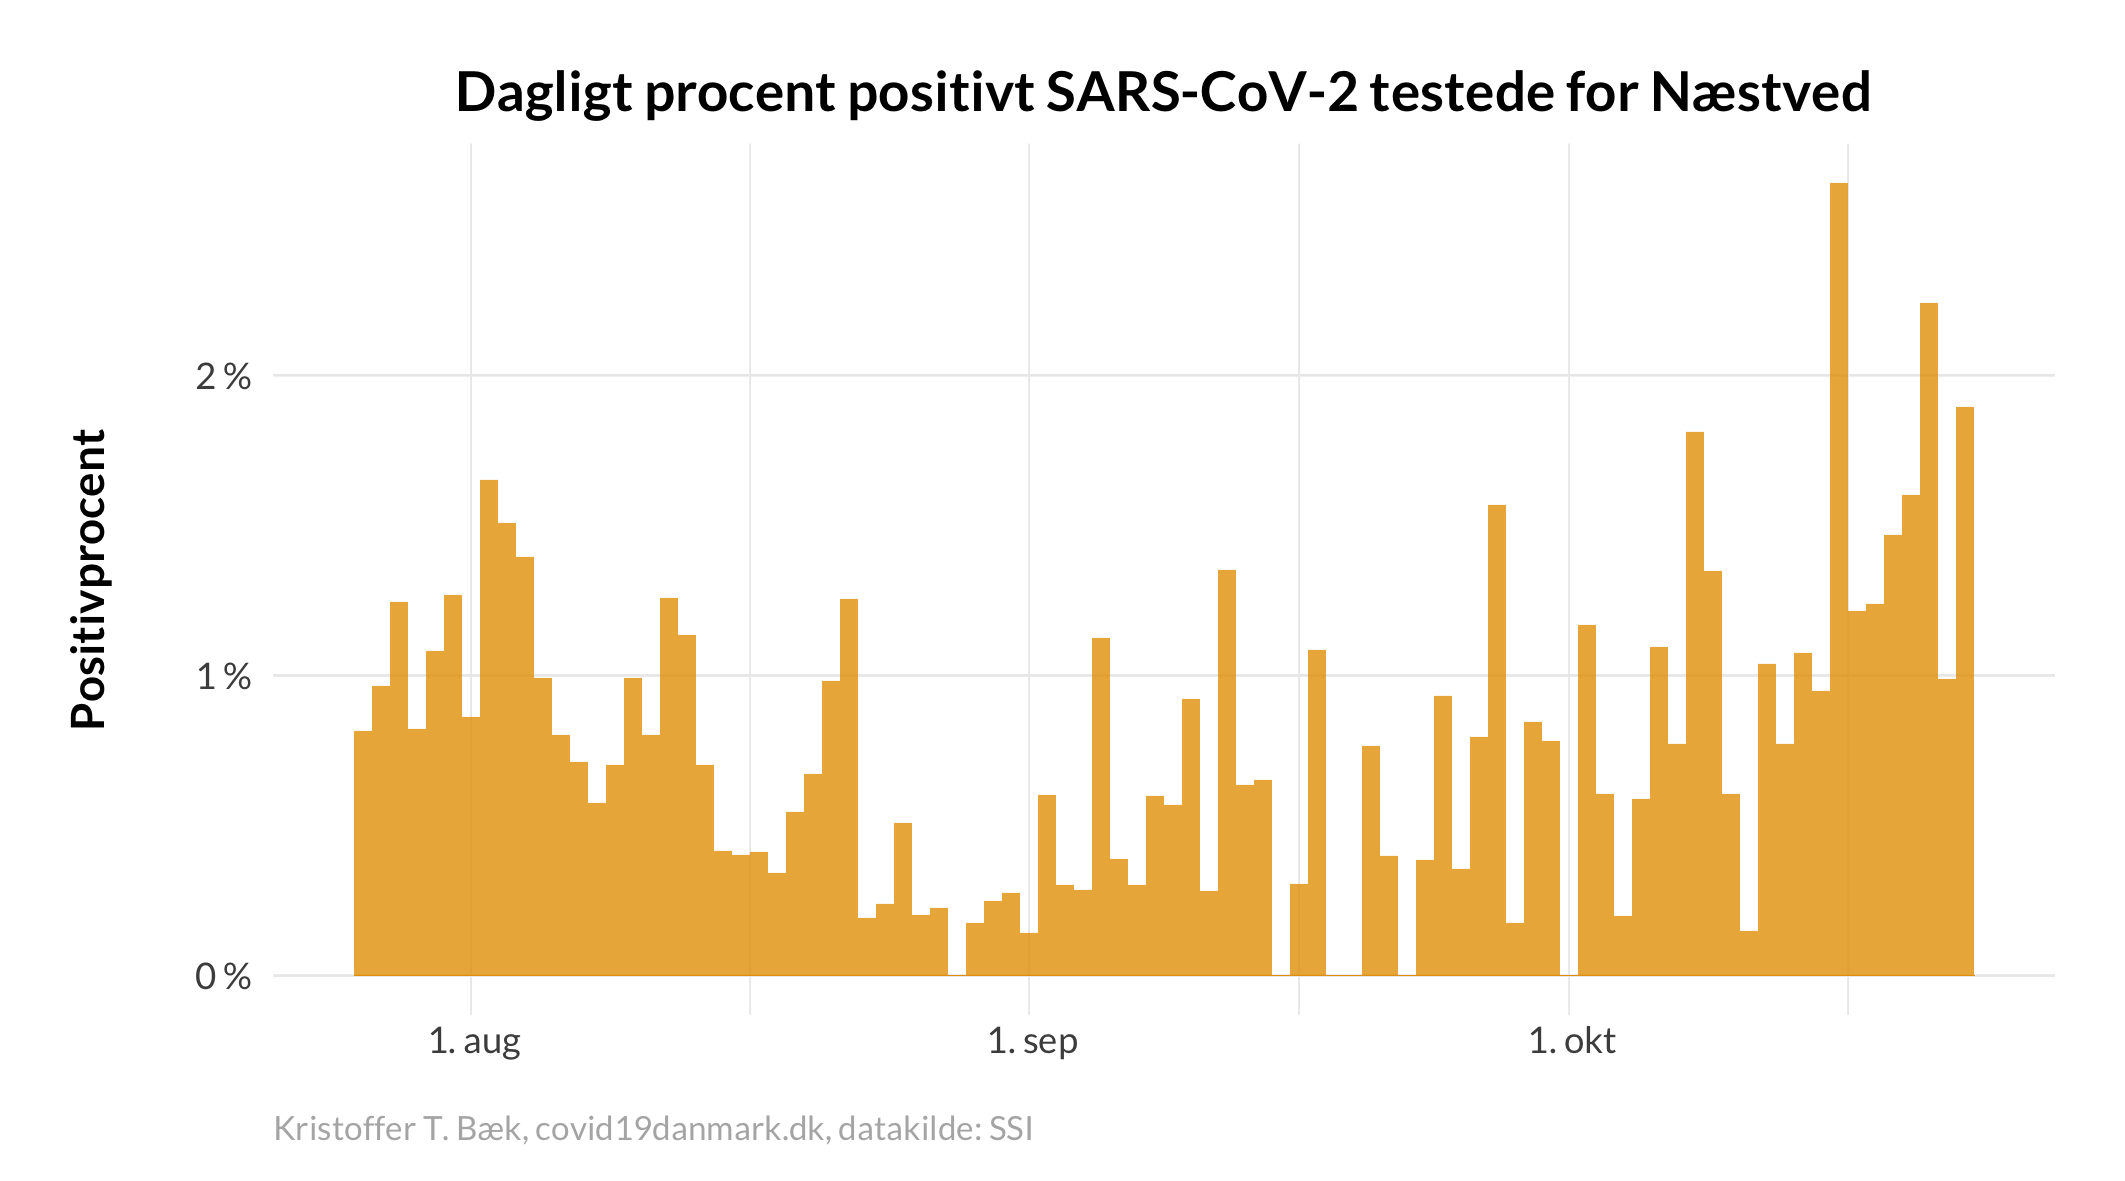 Dagligt procent positivt SARS-CoV-2 testede for Næstved
Positivprocent
2 %
1 %
0 %
1. aug
1. sep
1. okt
Kristoffer T. Bæk, covid19danmark.dk, datakilde: SSI